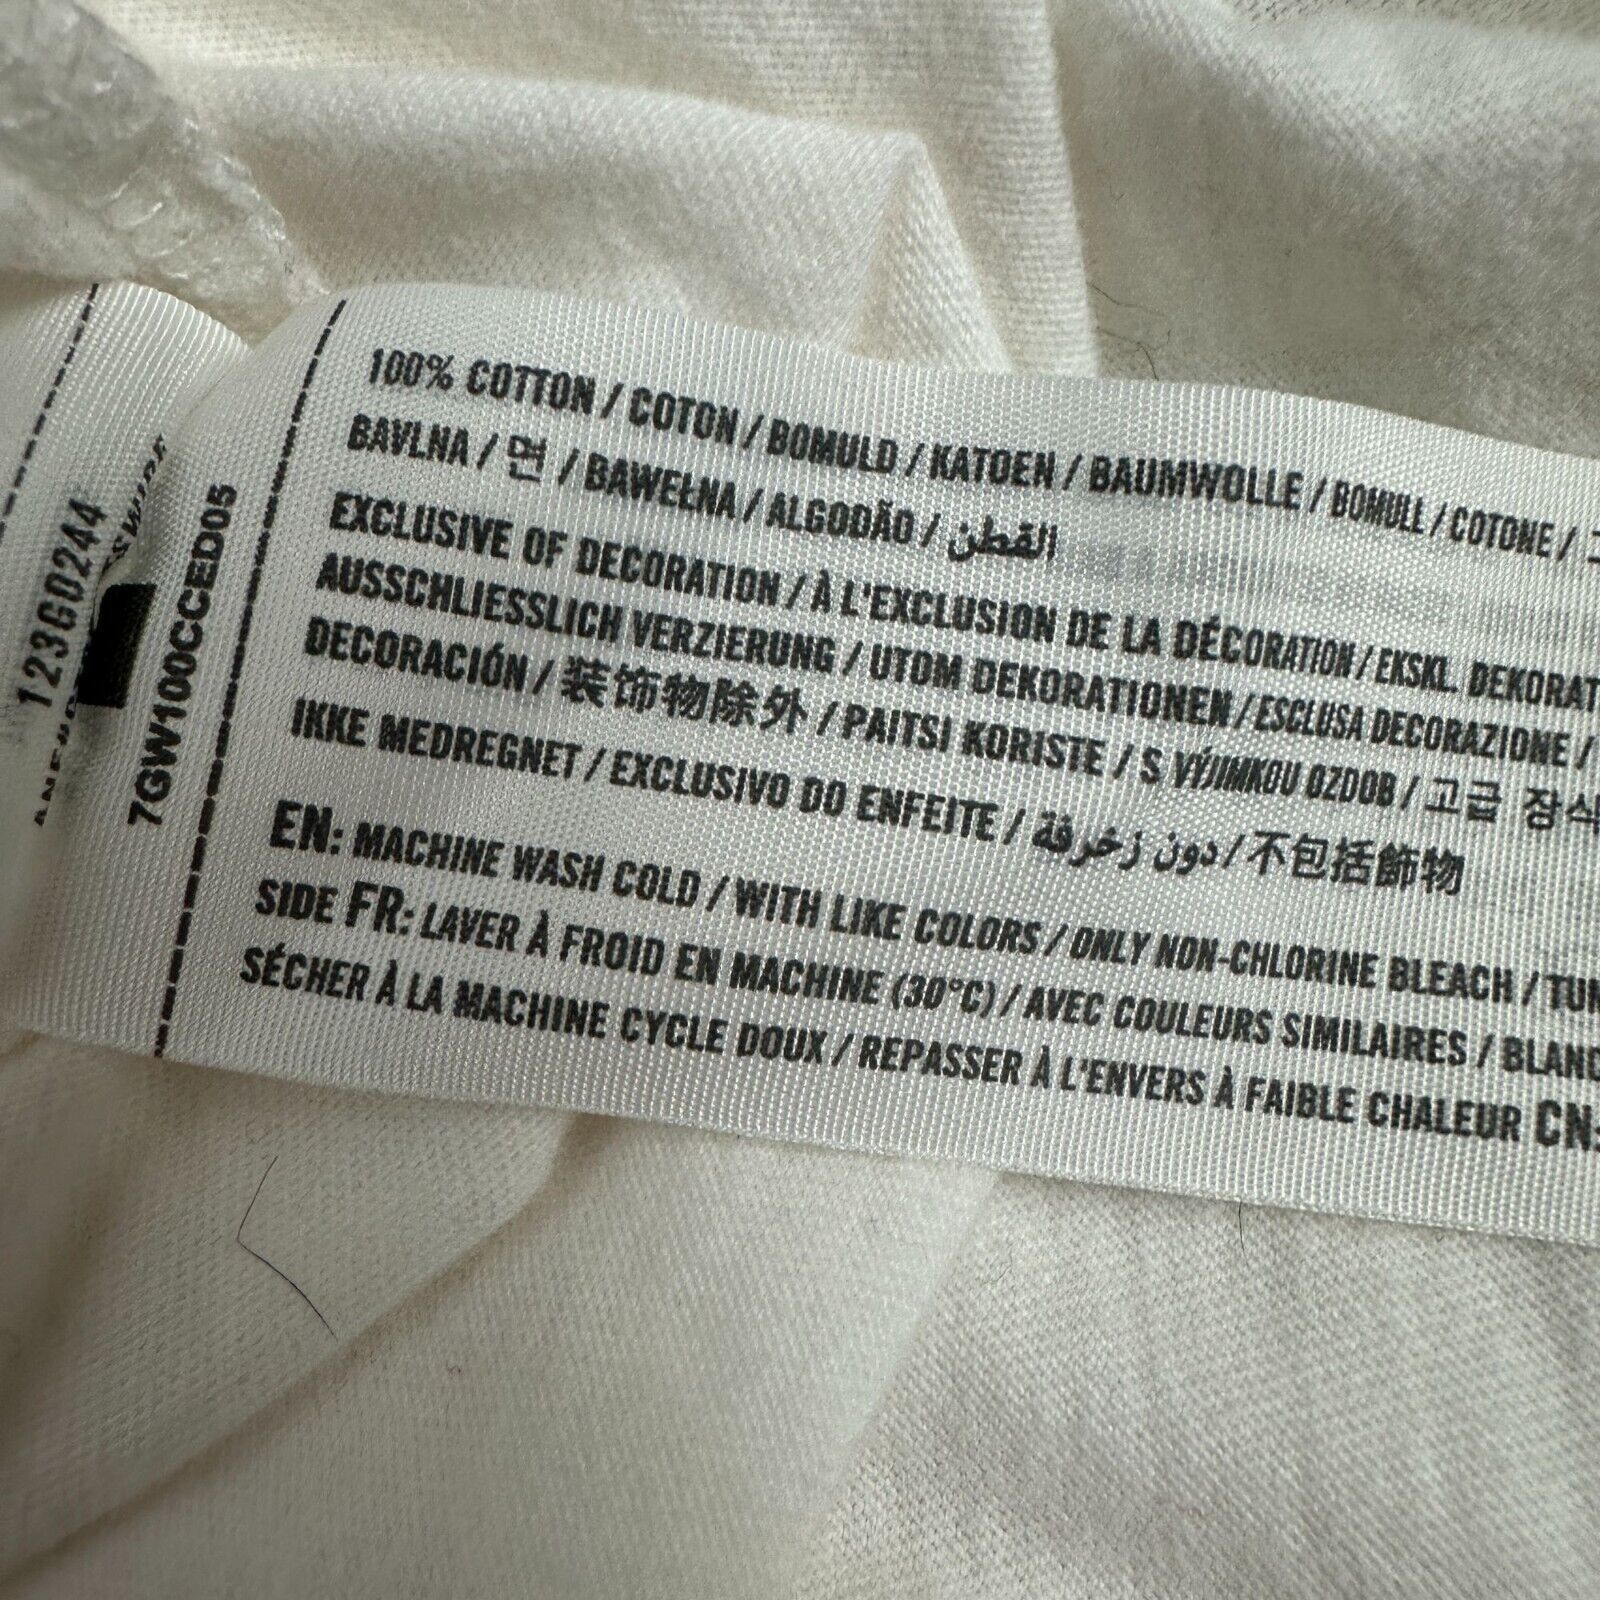 123G0244
7GW100CCED05
100% COTTON / COTON / BOMULD / KATOEN / BAUMWOLLE / BOMULL / COTONE /
BAVLNA / 면 / BAWEŁNA / ALGODÃO / القطن
EXCLUSIVE OF DECORATION / À L'EXCLUSION DE LA DÉCORATION / EKSKL. DEKORAT
AUSSCHLIESSLICH VERZIERUNG / UTOM DEKORATIONEN / ESCLUSA DECORAZIONE /
DECORACIÓN / 装饰物除外 / PAITSI KORISTE / S VÝJIMKOU OZDOB / 고급 장식
IKKE MEDREGNET / EXCLUSIVO DO ENFEITE / دون زخرفة / 不包括飾物
EN: MACHINE WASH COLD / WITH LIKE COLORS / ONLY NON-CHLORINE BLEACH / TUM
SIDE FR: LAVER À FROID EN MACHINE (30°C) / AVEC COULEURS SIMILAIRES / BLANC
SÉCHER À LA MACHINE CYCLE DOUX / REPASSER À L'ENVERS À FAIBLE CHALEUR CN: